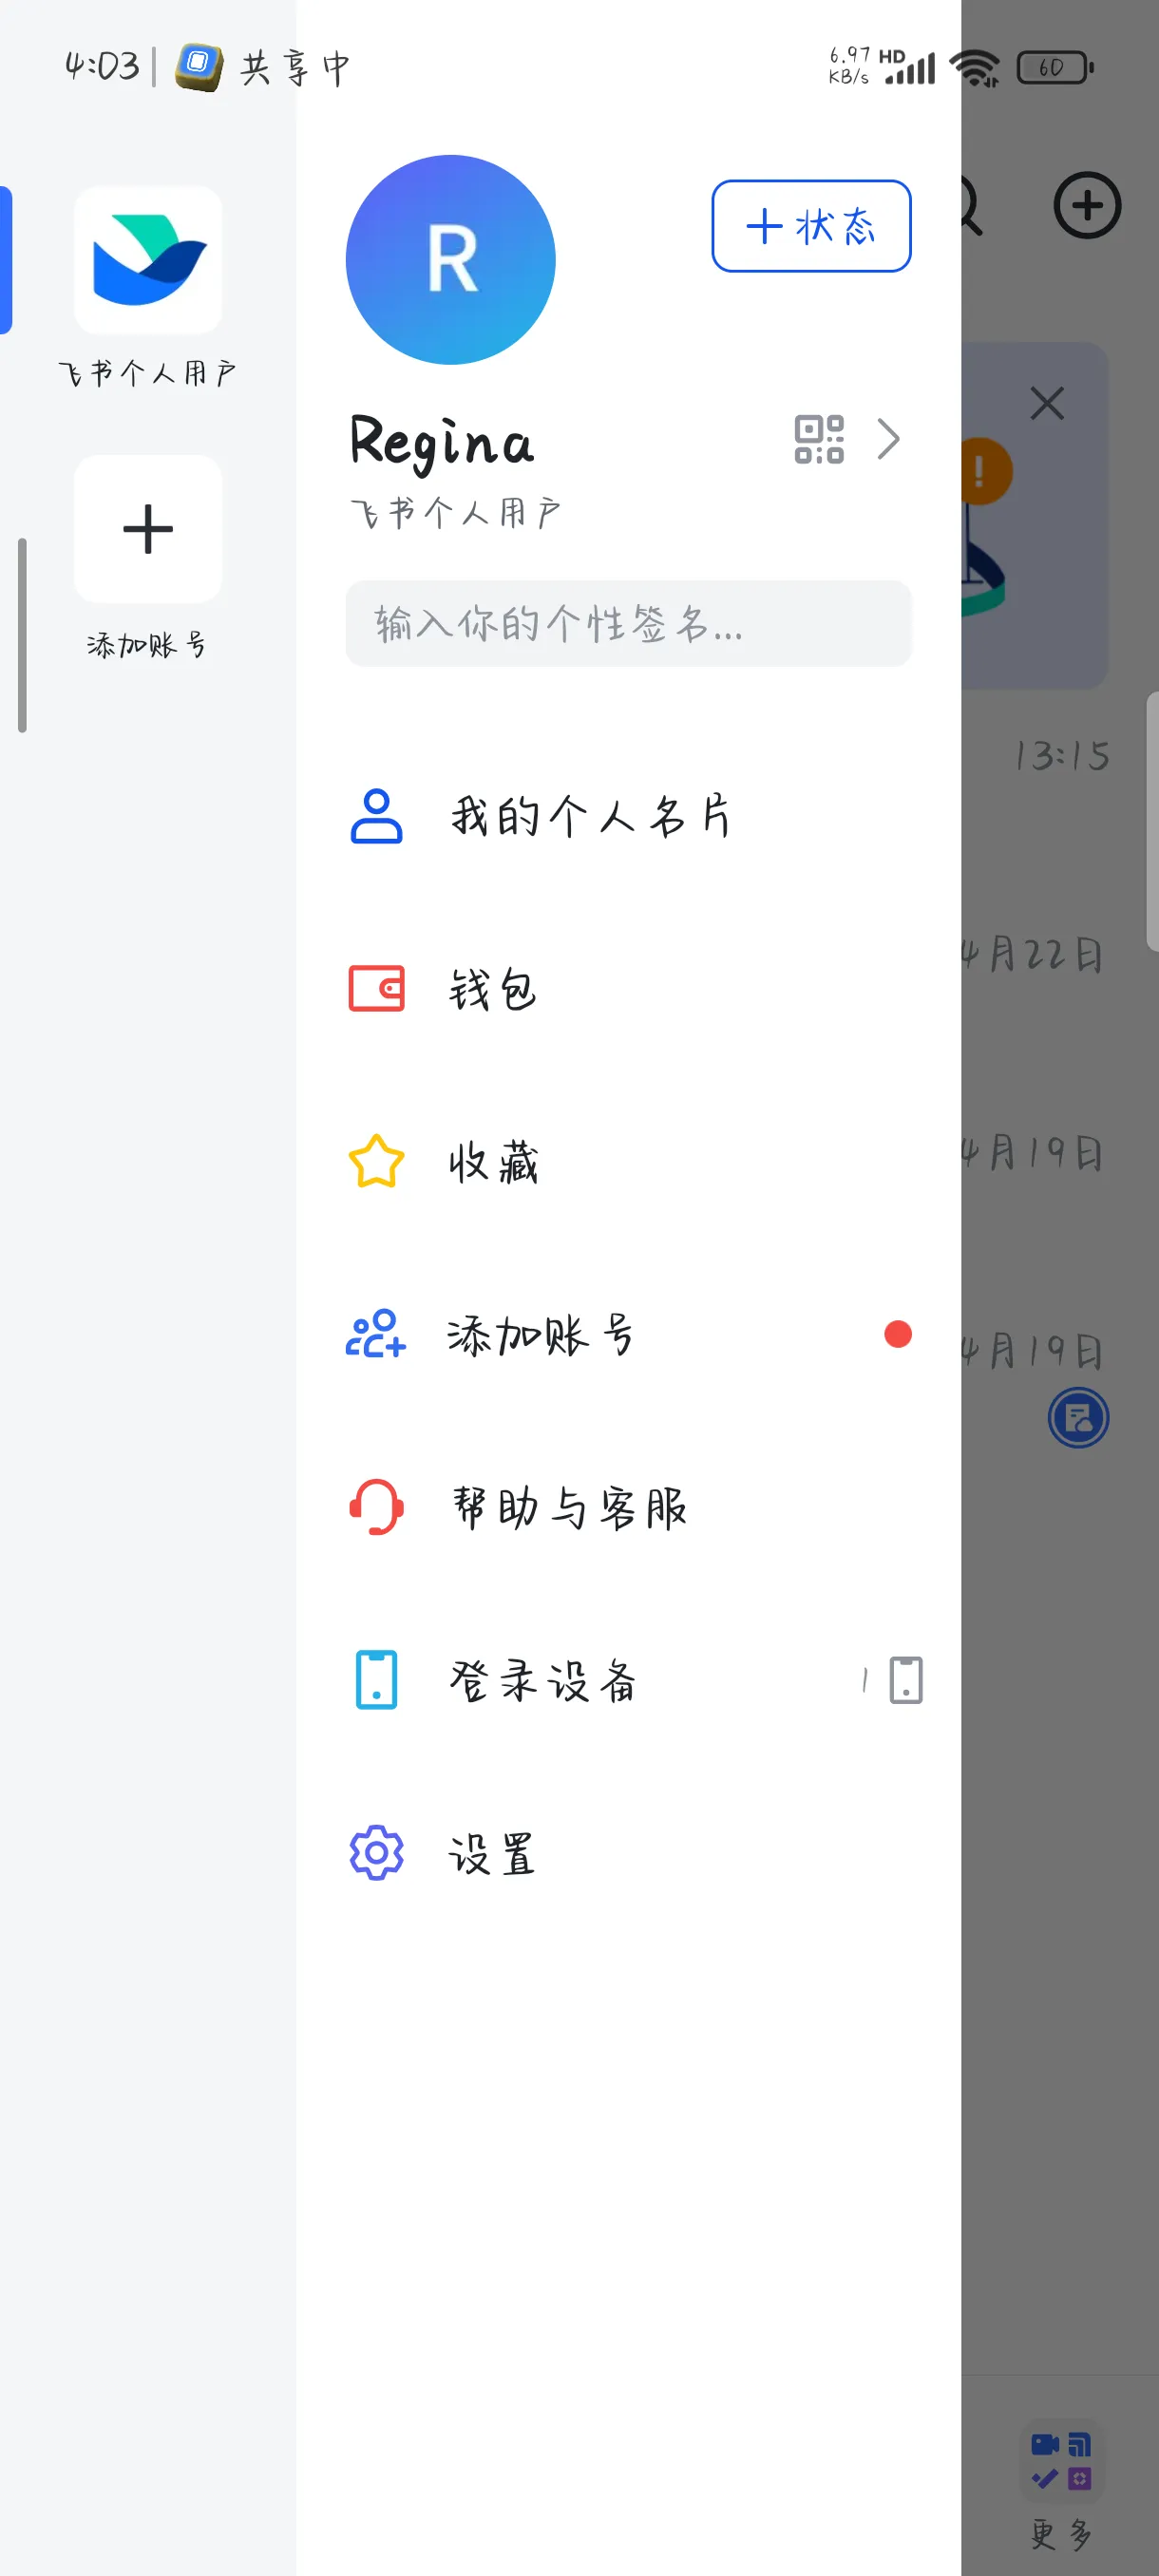 4:03 共享中 6.97 KB/s HD 60
飞书个人用户
添加账号
R
+ 状态
Regina
飞书个人用户
输入你的个性签名...
我的个人名片
钱包
收藏
添加账号
帮助与客服
登录设备 1
设置
13:15
4月22日
4月19日
4月19日
更多